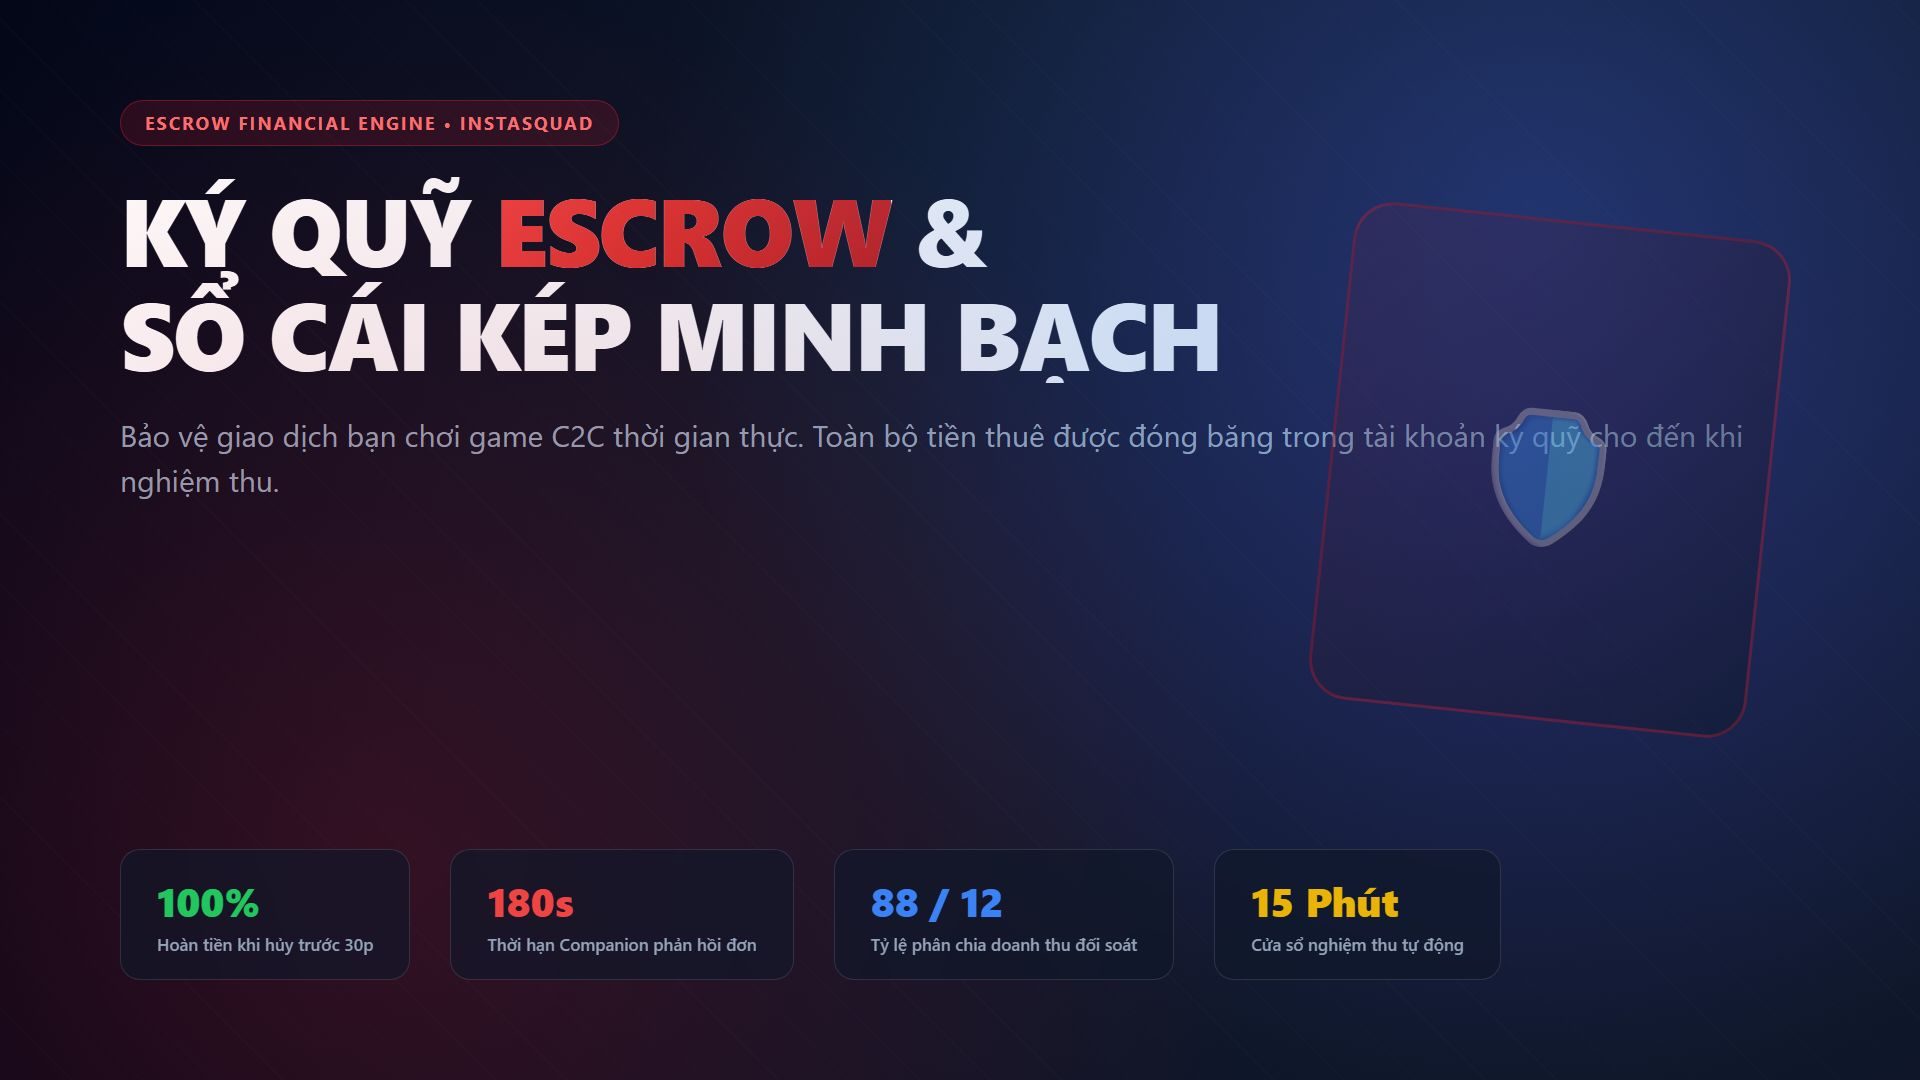 ESCROW FINANCIAL ENGINE • INSTASQUAD
KÝ QUỸ ESCROW &
SỔ CÁI KÉP MINH BẠCH
Bảo vệ giao dịch bạn chơi game C2C thời gian thực. Toàn bộ tiền thuê được đóng băng trong tài khoản ký quỹ cho đến khi
nghiệm thu.
100%
Hoàn tiền khi hủy trước 30p
180s
Thời hạn Companion phản hồi đơn
88 / 12
Tỷ lệ phân chia doanh thu đối soát
15 Phút
Cửa sổ nghiệm thu tự động